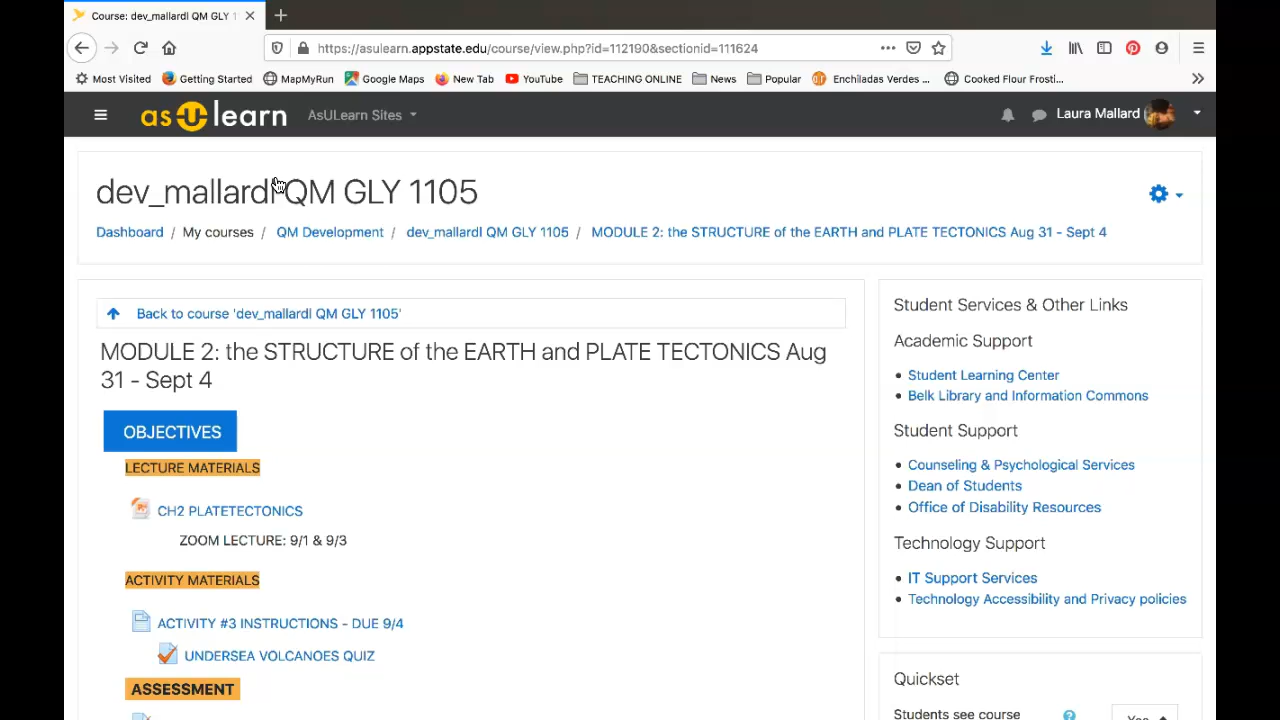 Course: dev_mallardl QM GLY 1
https://asulearn.appstate.edu/course/view.php?id=112190&sectionid=111624
Most Visited Getting Started MapMyRun Google Maps New Tab YouTube TEACHING ONLINE News Popular Enchiladas Verdes ... Cooked Flour Frosti...
asUlearn AsULearn Sites Laura Mallard
dev_mallardl QM GLY 1105
Dashboard / My courses / QM Development / dev_mallardl QM GLY 1105 / MODULE 2: the STRUCTURE of the EARTH and PLATE TECTONICS Aug 31 - Sept 4
Back to course 'dev_mallardl QM GLY 1105'
MODULE 2: the STRUCTURE of the EARTH and PLATE TECTONICS Aug
31 - Sept 4
OBJECTIVES
LECTURE MATERIALS
CH2 PLATETECTONICS
ZOOM LECTURE: 9/1 & 9/3
ACTIVITY MATERIALS
ACTIVITY #3 INSTRUCTIONS - DUE 9/4
UNDERSEA VOLCANOES QUIZ
ASSESSMENT
Student Services & Other Links
Academic Support
Student Learning Center
Belk Library and Information Commons
Student Support
Counseling & Psychological Services
Dean of Students
Office of Disability Resources
Technology Support
IT Support Services
Technology Accessibility and Privacy policies
Quickset
Students see course
Yes